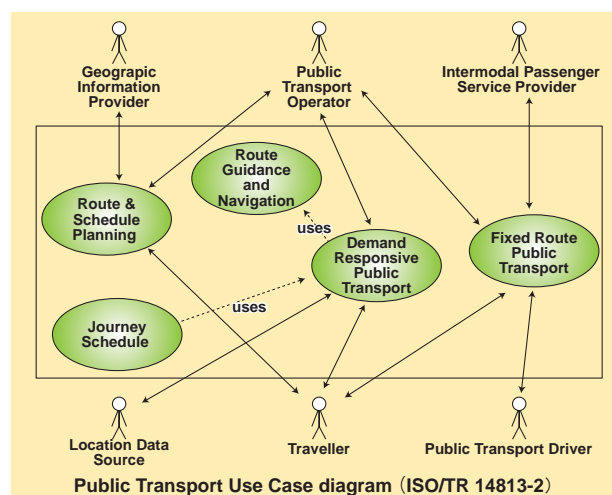 Geograpic
Information
Provider
Public
Transport
Operator
Intermodal Passenger
Service Provider
Route
Guidance and
Navigation
Route &
Schedule
Planning
uses
Demand
Responsive
Public
Transport
Fixed Route
Public
Transport
uses
Journey
Schedule
Location Data
Source
Traveller
Public Transport Driver
Public Transport Use Case diagram (ISO/TR 14813-2)